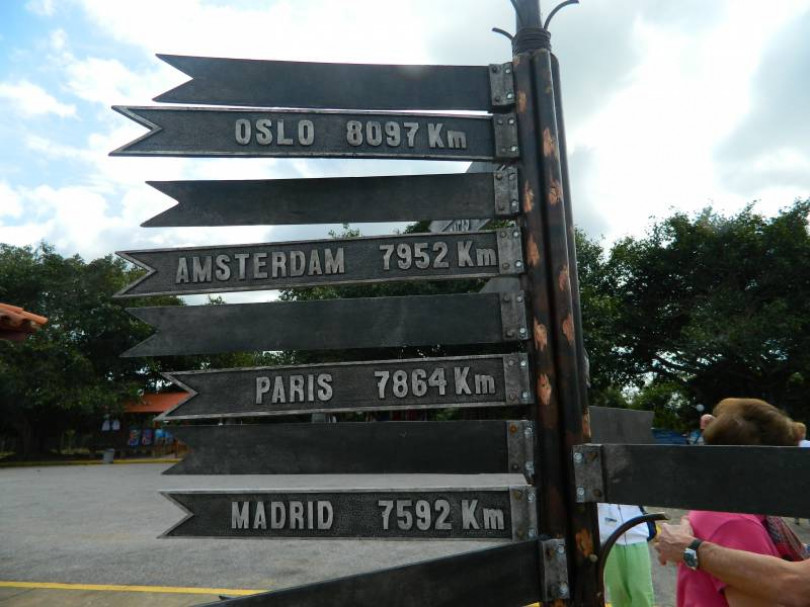 OSLO 8097 Km
AMSTERDAM 7952 Km
PARIS 7864 Km
MADRID 7592 Km